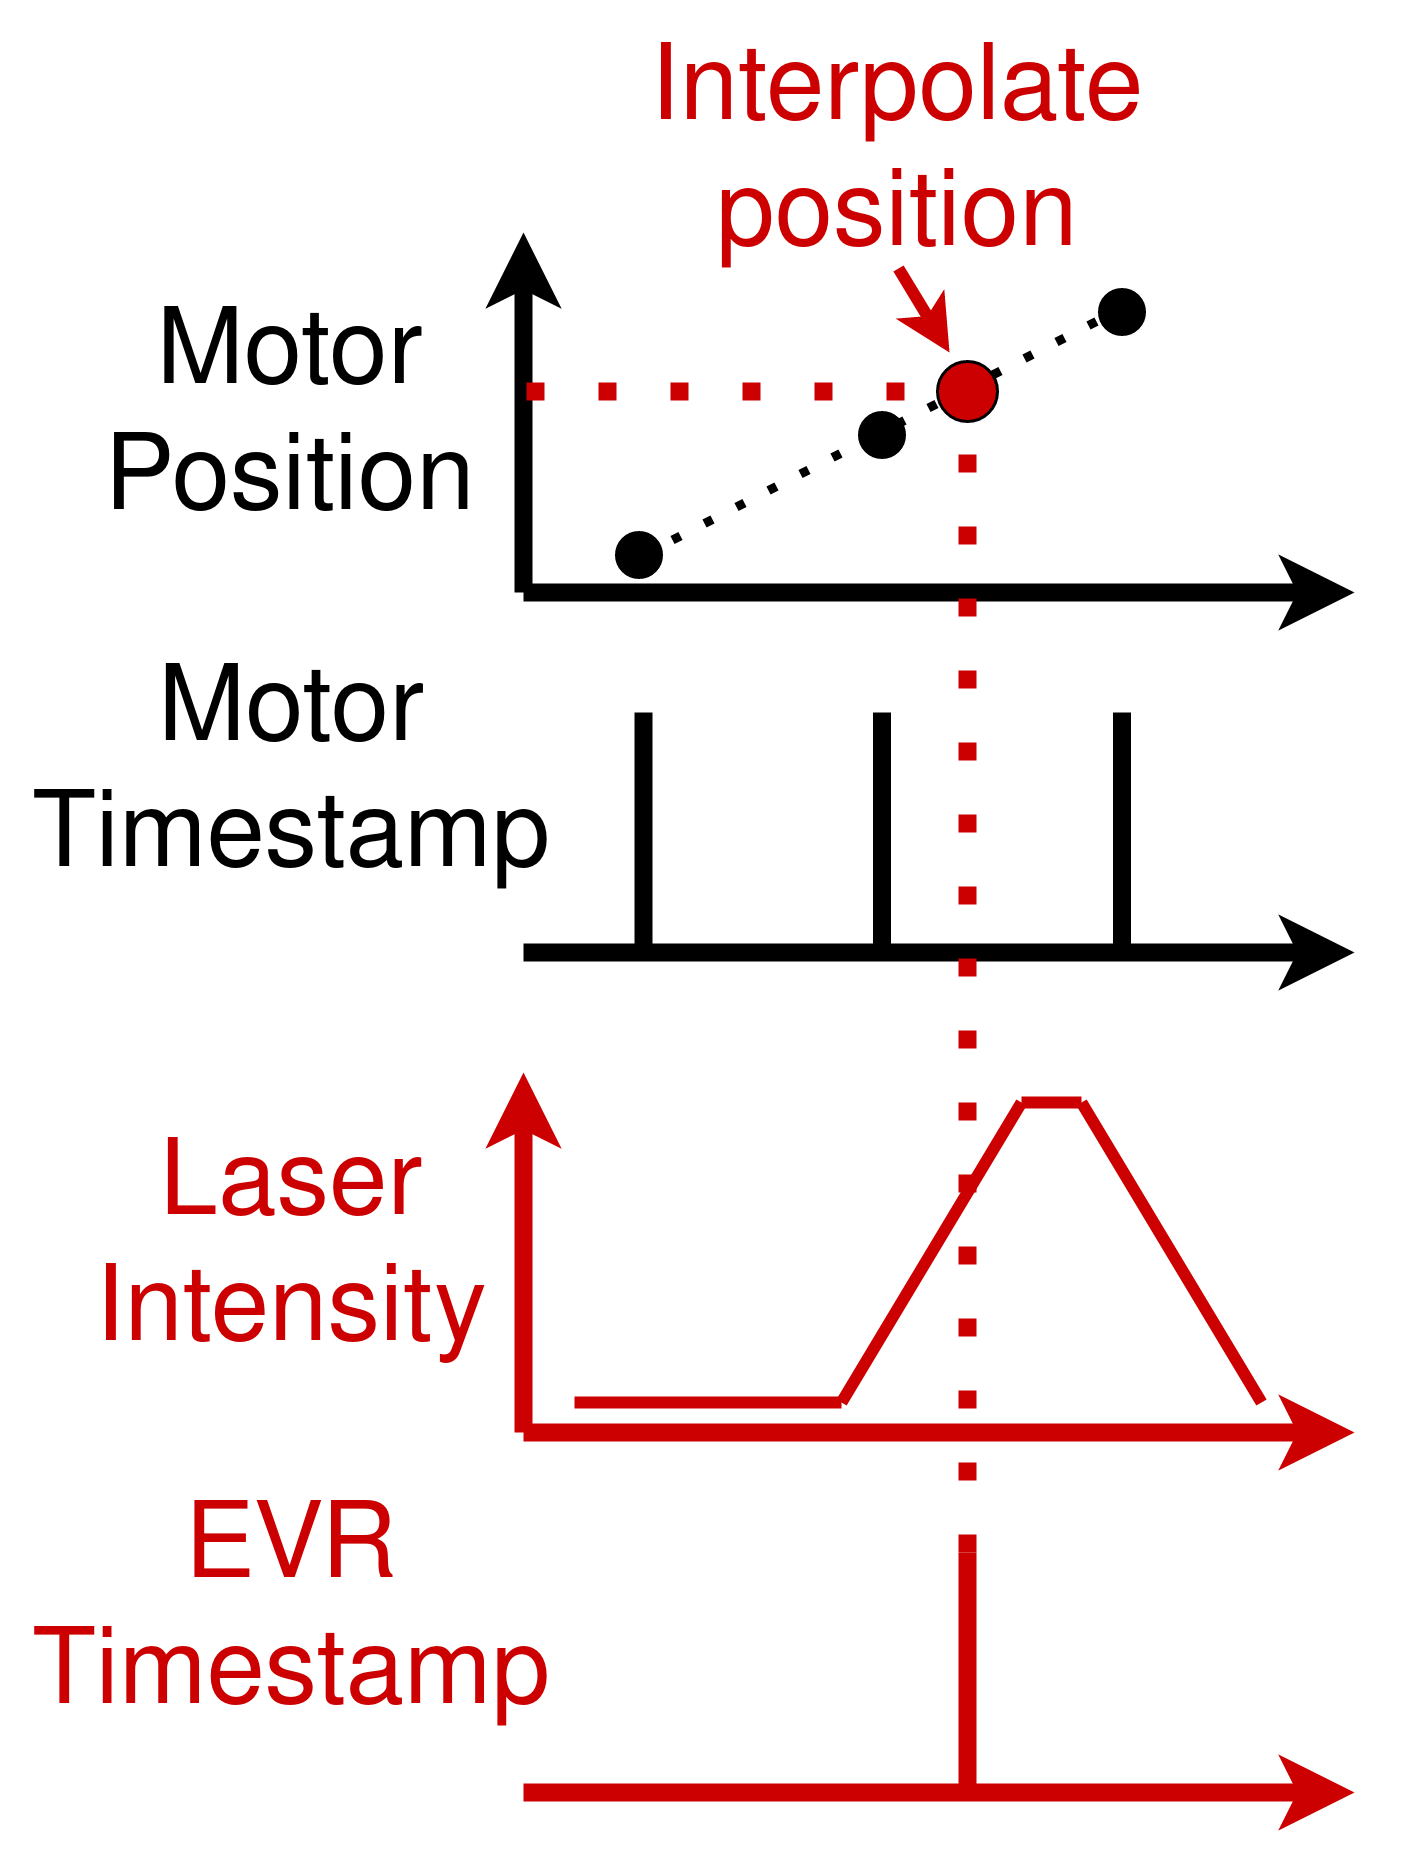 Interpolate
position
Motor
Position
Motor
Timestamp
Laser
Intensity
EVR
Timestamp